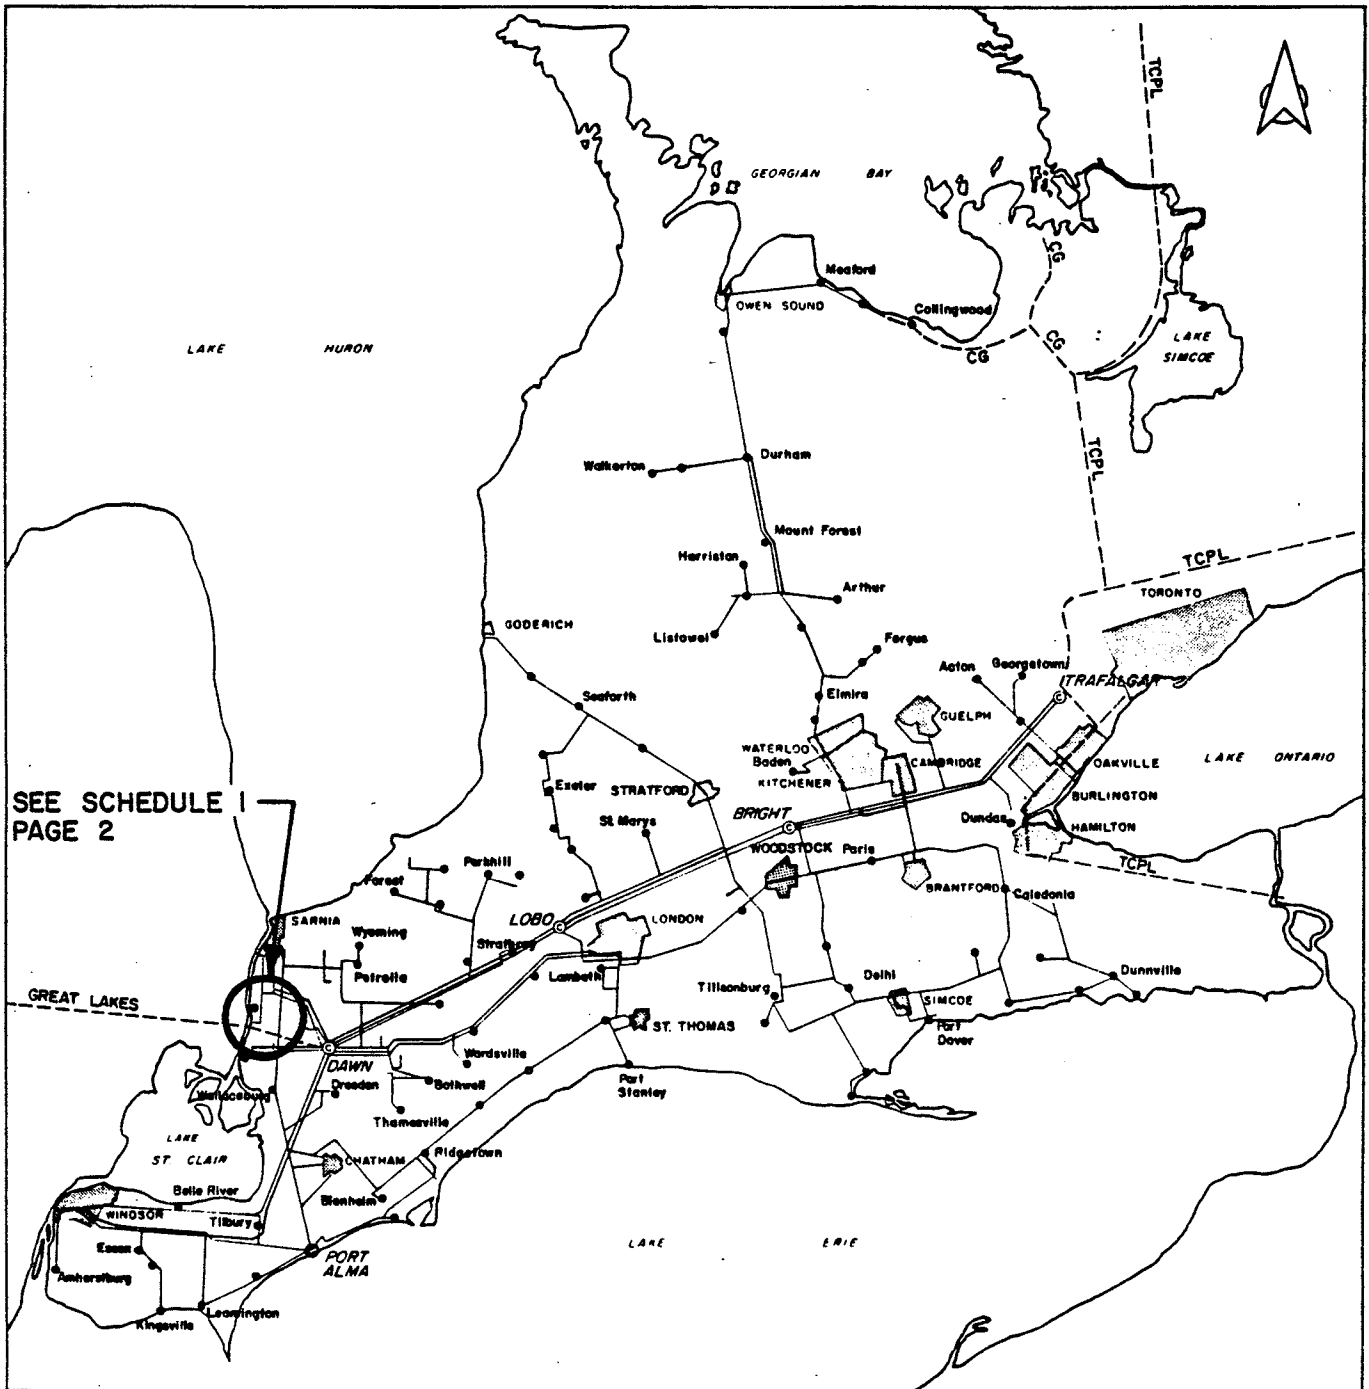 TCPL
GEORGIAN BAY
CG
Meaford
OWEN SOUND
Collingwood
LAKE
SIMCOE
CG
CG
LAKE HURON
TCPL
Durham
Walkerton
Mount Forest
Harriston
TCPL
Arthur
TORONTO
GODERICH
Listowel
Fergus
Acton
Georgetown
TRAFALGAR
C
Seaforth
Elmira
GUELPH
WATERLOO
Baden
KITCHENER
CAMBRIDGE
OAKVILLE
LAKE ONTARIO
SEE SCHEDULE 1
PAGE 2
Exeter
STRATFORD
BURLINGTON
St. Marys
BRIGHT
C
Dundas
HAMILTON
WOODSTOCK
Paris
TCPL
Parkhill
Forest
BRANTFORD
Caledonia
SARNIA
LOBO
C
LONDON
Wyoming
Strathroy
Petrolia
Lambeth
Delhi
Dunnville
GREAT LAKES
Tillsonburg
SIMCOE
ST. THOMAS
Port
Dover
C
DAWN
Wardsville
Port
Stanley
Wallaceburg
Dresden
Bothwell
Thamesville
LAKE
ST. CLAIR
CHATHAM
Ridgetown
Belle River
Blenheim
WINDSOR
Tilbury
Essex
PORT
ALMA
LAKE ERIE
Amherstburg
Leamington
Kingsville